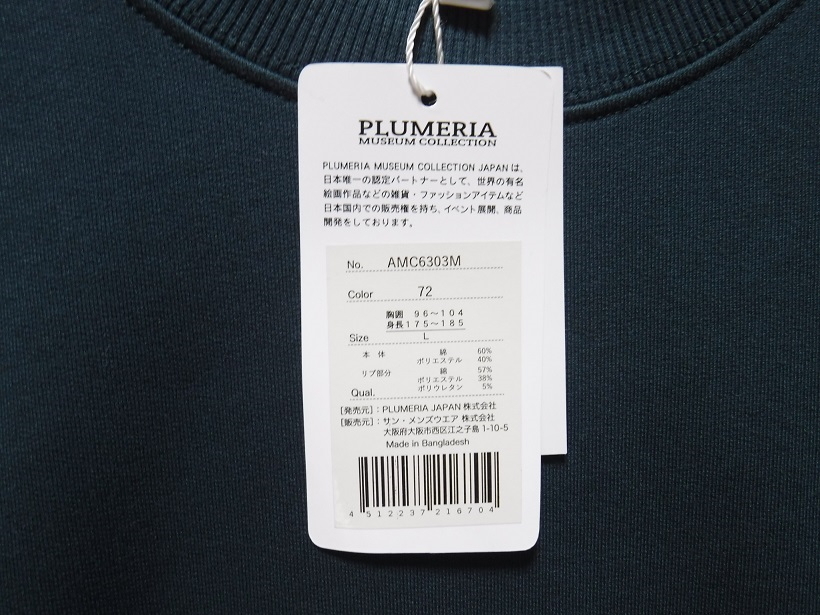 PLUMERIA
MUSEUM COLLECTION
PLUMERIA MUSEUM COLLECTION JAPAN は、
日本唯一の認定パートナーとして、世界の有名
絵画作品などの雑貨・ファッションアイテムなど
日本国内での販売権を持ち、イベント展開、商品
開発をしております。
No. AMC6303M
Color 72
胸囲 96～104
身長175～185
Size L
本体 綿 60%
ポリエステル 40%
リブ部分 綿 57%
ポリエステル 38%
ポリウレタン 5%
Qual.
[発売元]：PLUMERIA JAPAN 株式会社
[販売元]：サン・メンズウエア 株式会社
大阪府大阪市西区江之子島 1-10-5
Made in Bangladesh
4 512237 216704